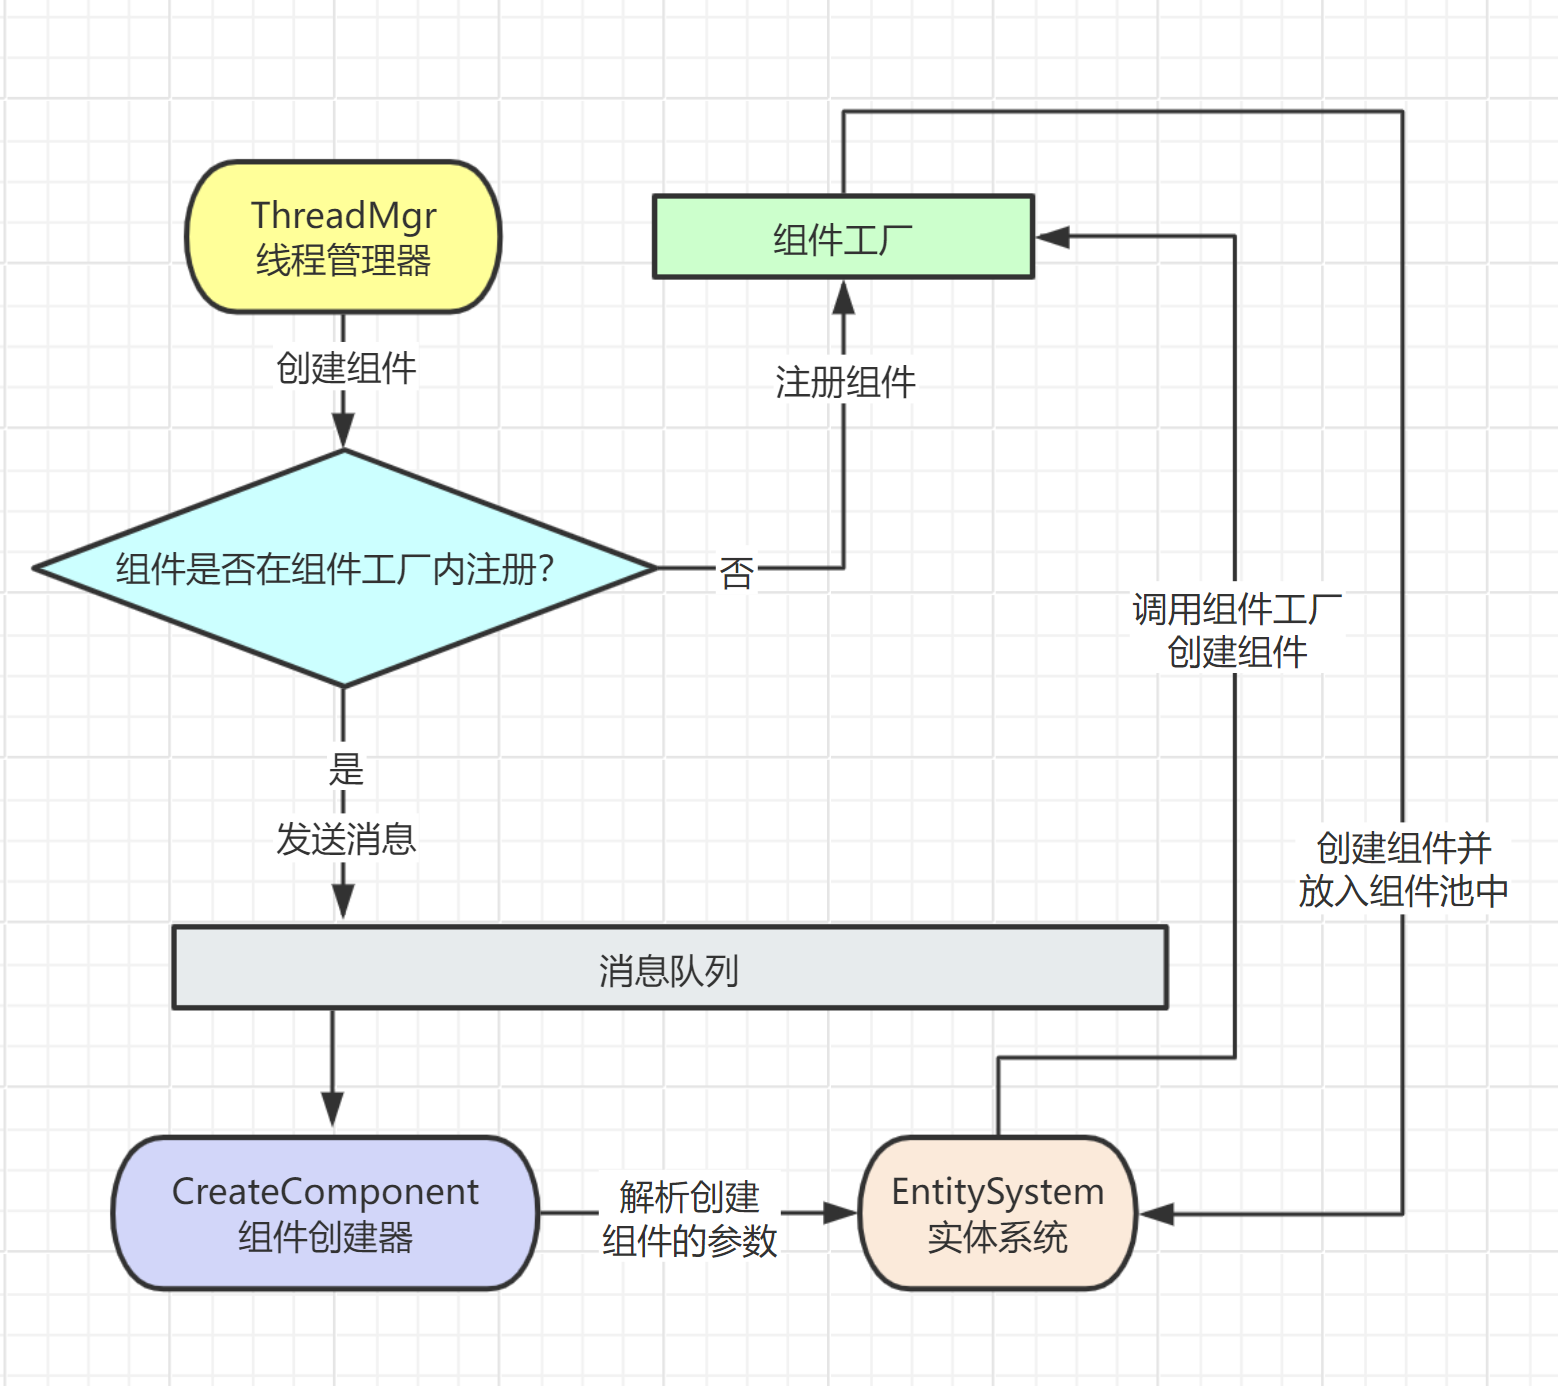 ThreadMgr
线程管理器
创建组件
组件是否在组件工厂内注册?
否
注册组件
组件工厂
是
发送消息
消息队列
CreateComponent
组件创建器
解析创建
组件的参数
EntitySystem
实体系统
调用组件工厂
创建组件
创建组件并
放入组件池中